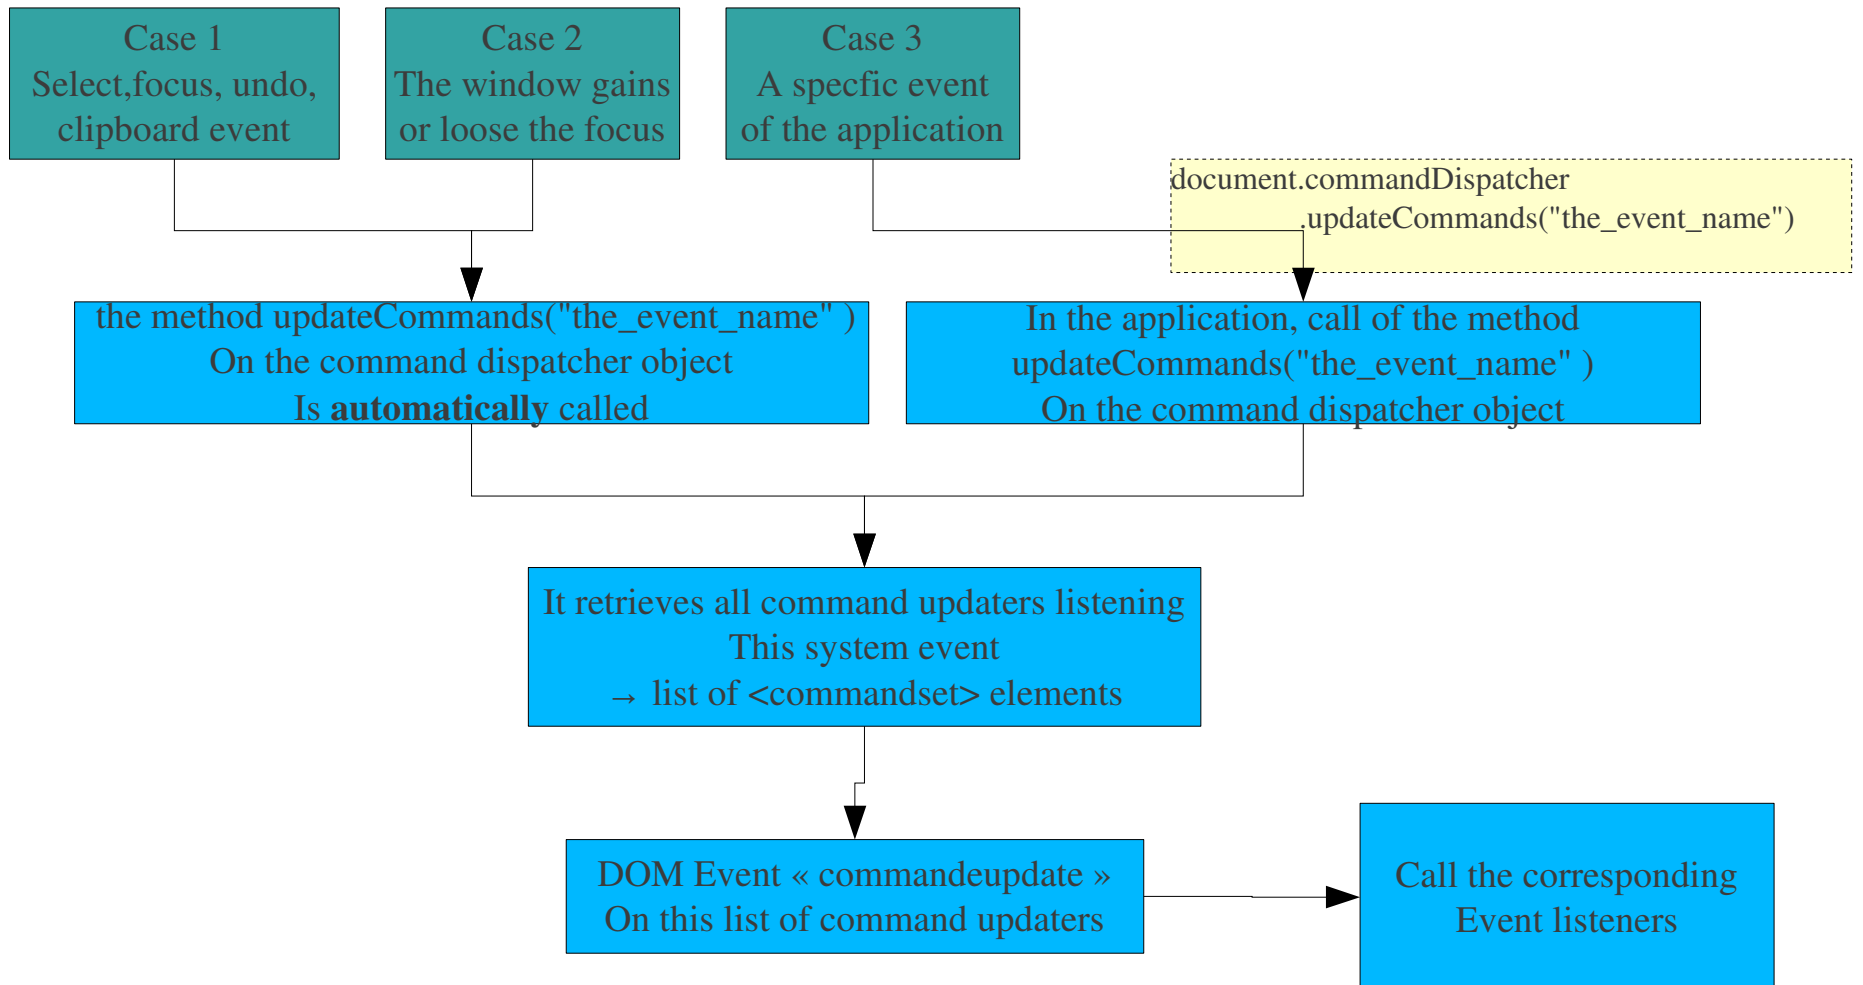 Case 1
Select,focus, undo,
clipboard event
Case 2
The window gains
or loose the focus
Case 3
A specfic event
of the application
document.commandDispatcher
.updateCommands("the_event_name")
the method updateCommands("the_event_name" )
On the command dispatcher object
Is automatically called
In the application, call of the method
updateCommands("the_event_name" )
On the command dispatcher object
It retrieves all command updaters listening
This system event
→ list of <commandset> elements
DOM Event « commandeupdate »
On this list of command updaters
Call the corresponding
Event listeners